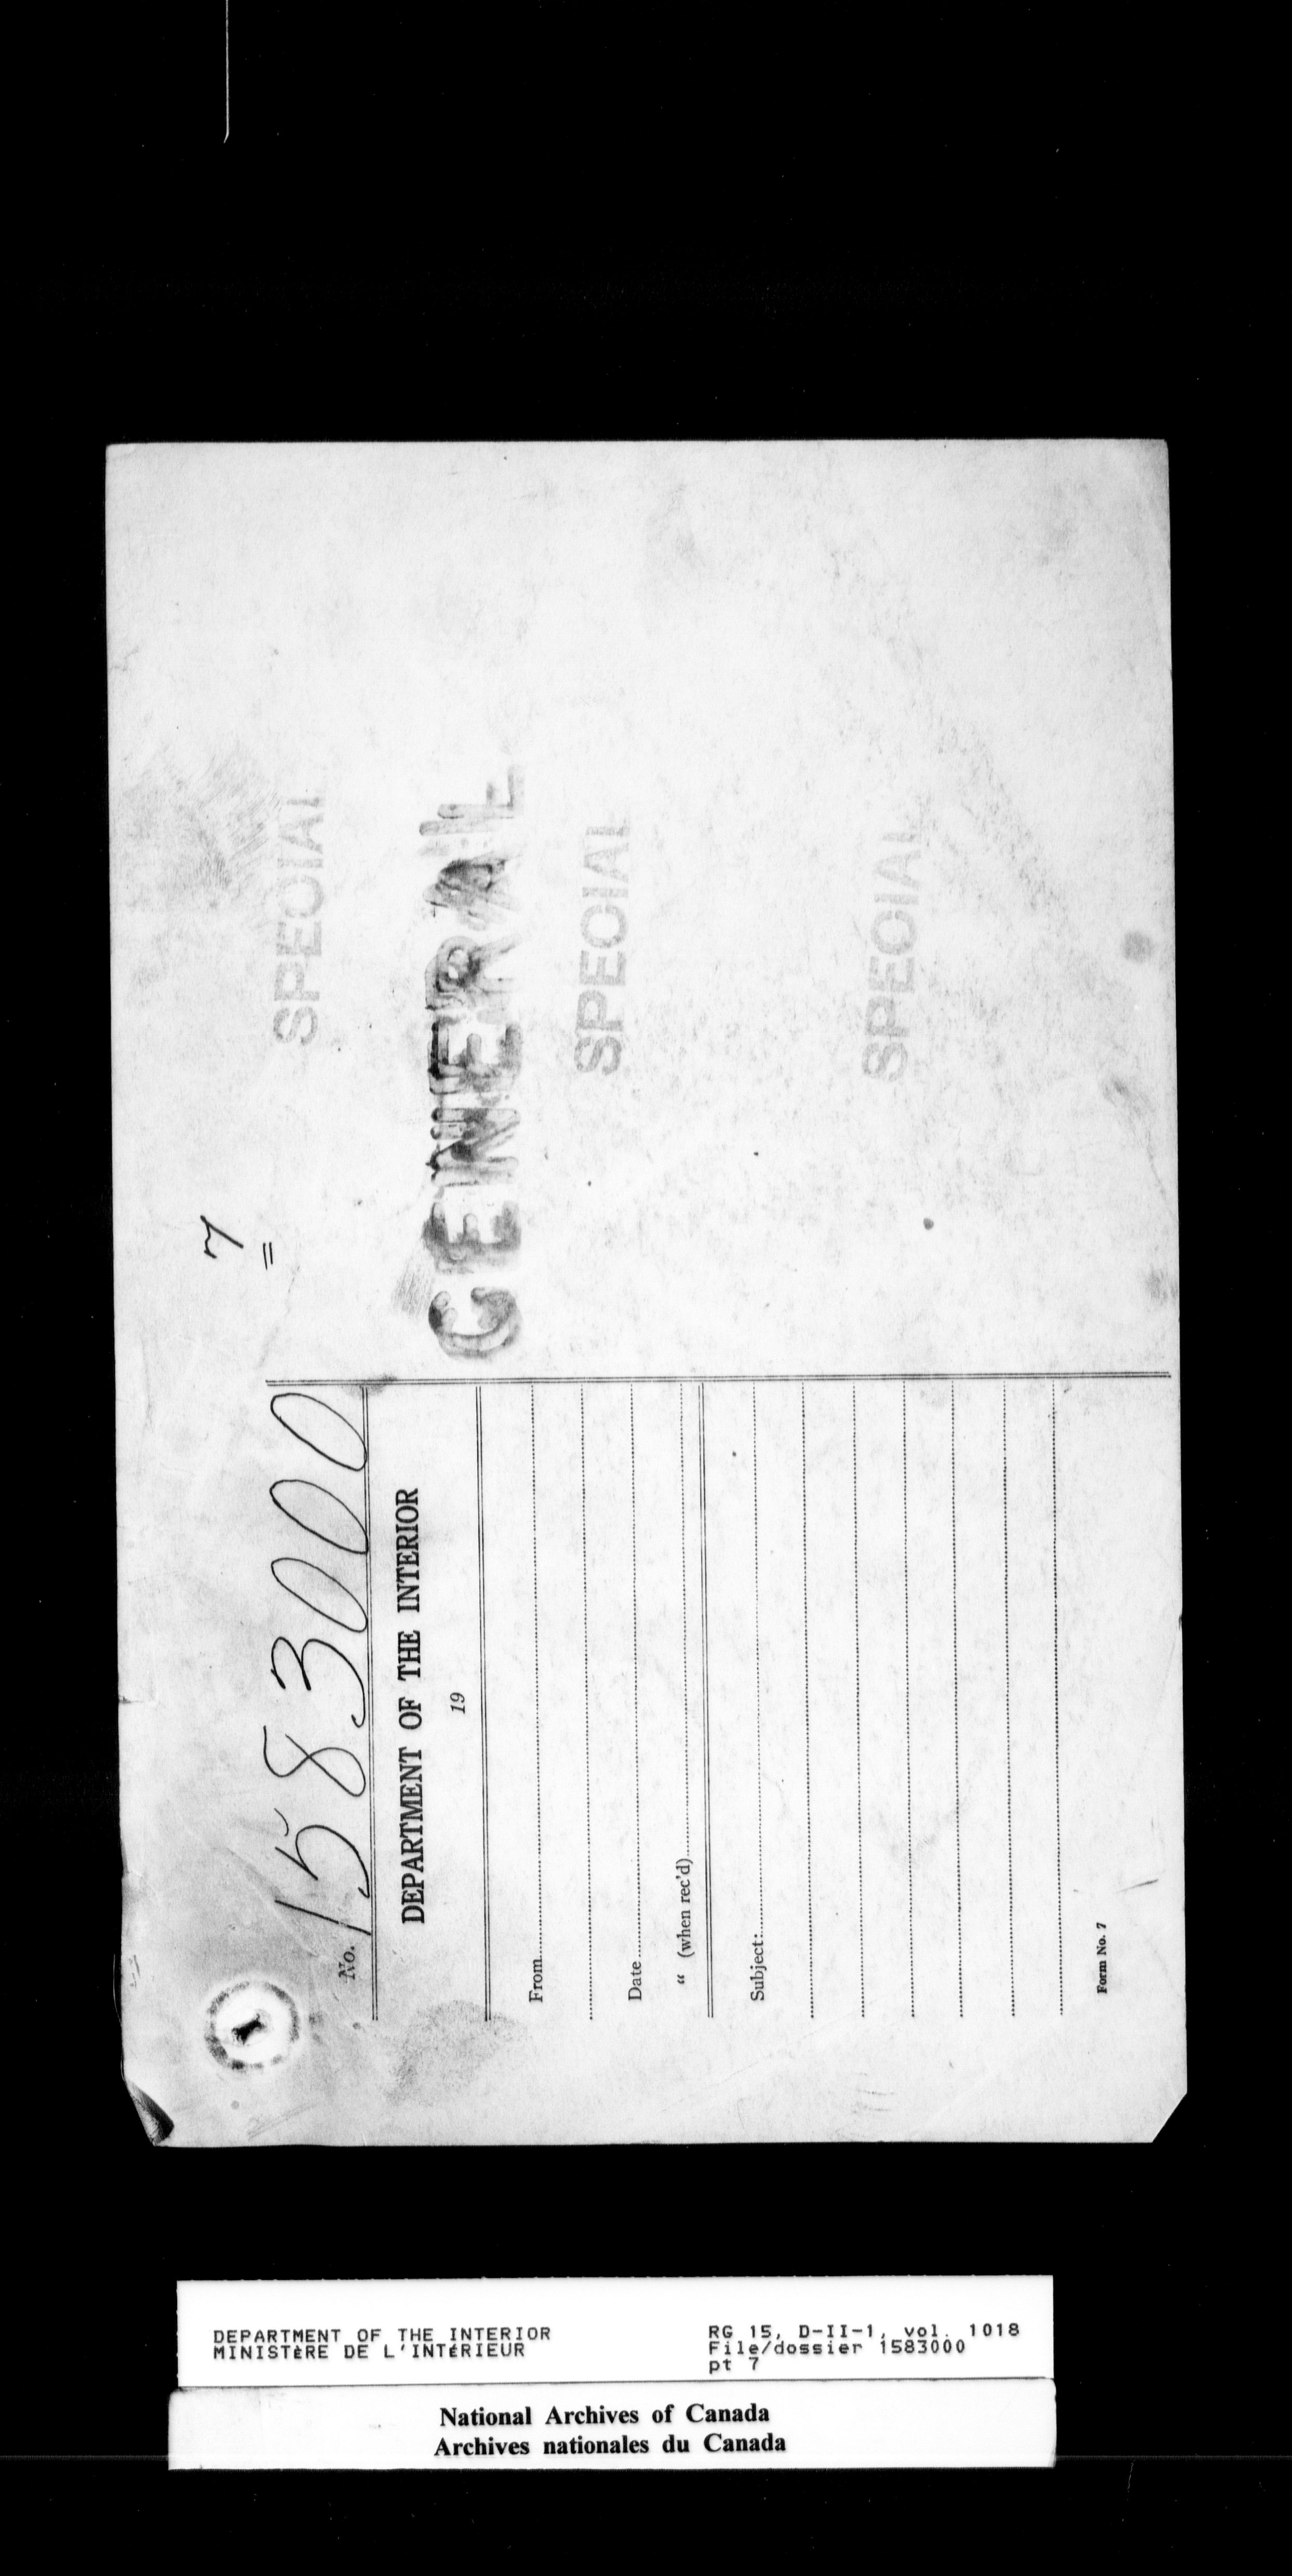 7
No. 1583000
DEPARTMENT OF THE INTERIOR
19
From
Date
" (when rec'd)
Subject:
Form No. 7
SPECIAL
GENERAL
SPECIAL
SPECIAL
DEPARTMENT OF THE INTERIOR
MINISTÈRE DE L'INTÉRIEUR
RG 15, D-II-1, vol. 1018
File/dossier 1583000
pt 7
National Archives of Canada
Archives nationales du Canada